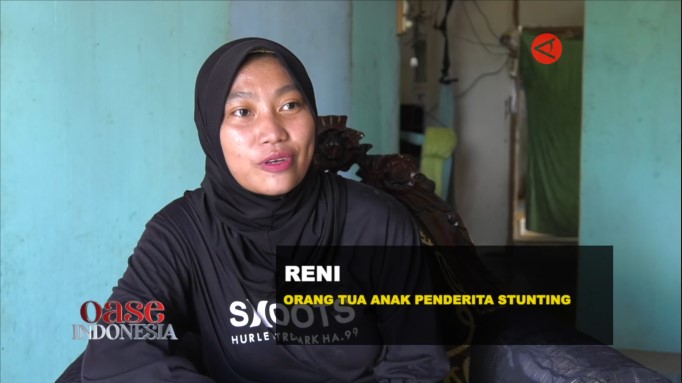 RENI
ORANG TUA ANAK PENDERITA STUNTING
Oase
INDONESIA